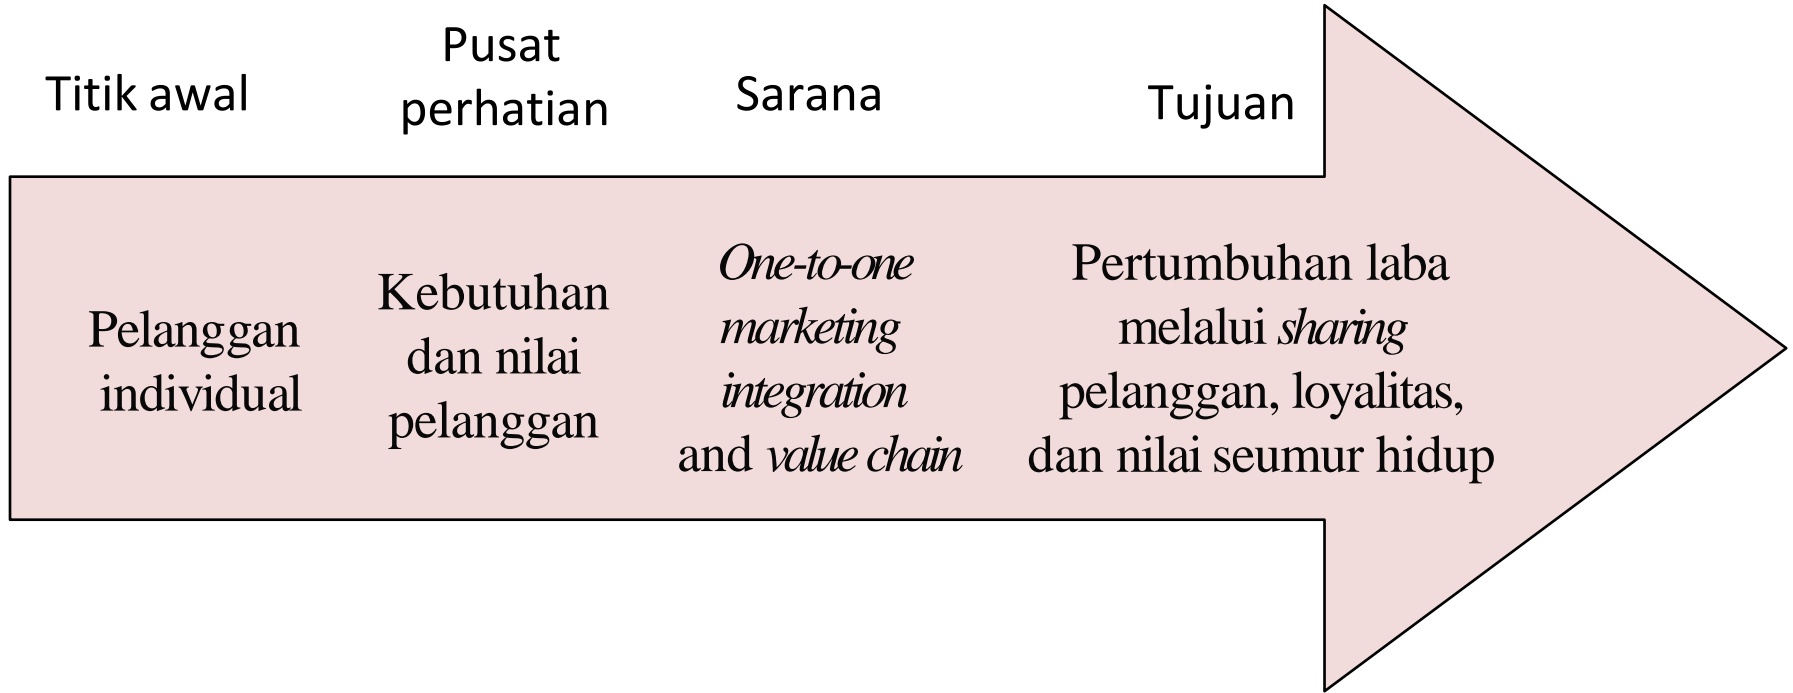 Titik awal
Pusat
perhatian
Sarana
Tujuan
Pelanggan
individual
Kebutuhan
dan nilai
pelanggan
One-to-one
marketing
integration
and value chain
Pertumbuhan laba
melalui sharing
pelanggan, loyalitas,
dan nilai seumur hidup